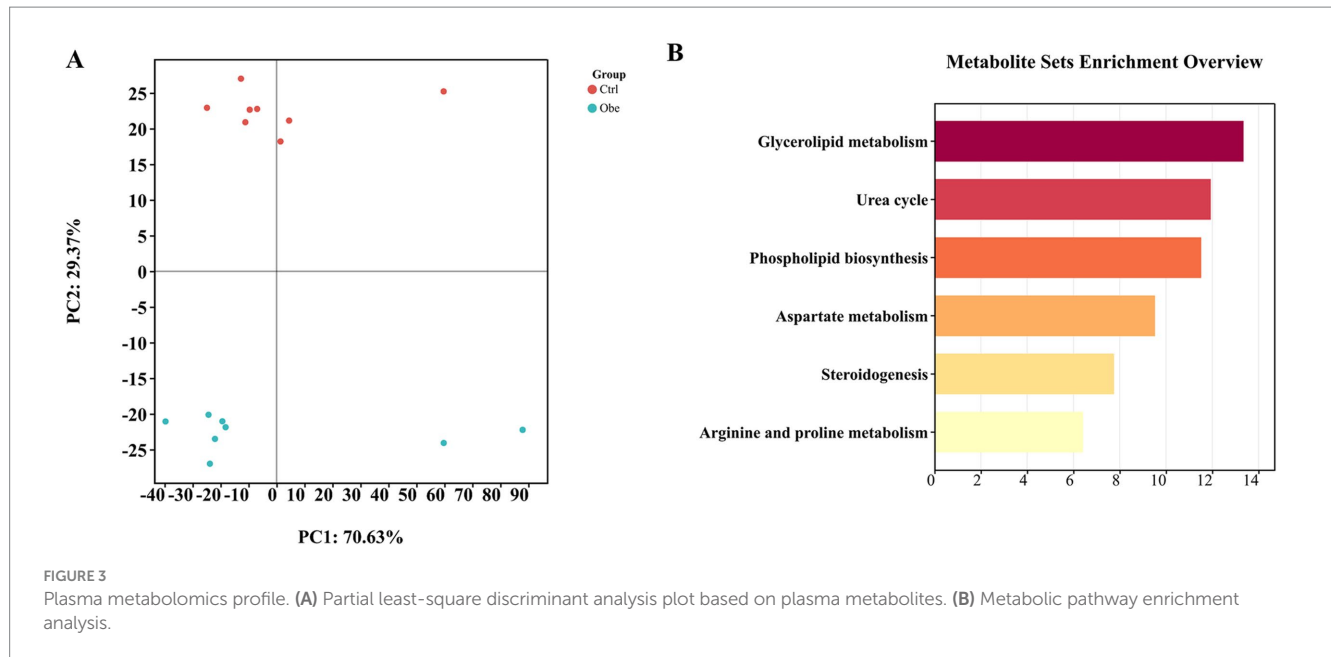 A
Group
Ctrl
Obe
25
20
15
10
5
0
-5
-10
-15
-20
-25
PC2: 29.37%
-40 -30 -20 -10 0 10 20 30 40 50 60 70 80 90
PC1: 70.63%
B
Metabolite Sets Enrichment Overview
Glycerolipid metabolism
Urea cycle
Phospholipid biosynthesis
Aspartate metabolism
Steroidogenesis
Arginine and proline metabolism
0 2 4 6 8 10 12 14
FIGURE 3
Plasma metabolomics profile. (A) Partial least-square discriminant analysis plot based on plasma metabolites. (B) Metabolic pathway enrichment
analysis.